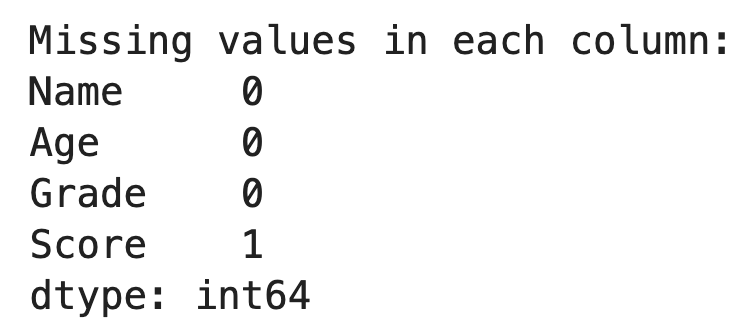 Missing values in each column:
Name     0
Age      0
Grade    0
Score    1
dtype: int64